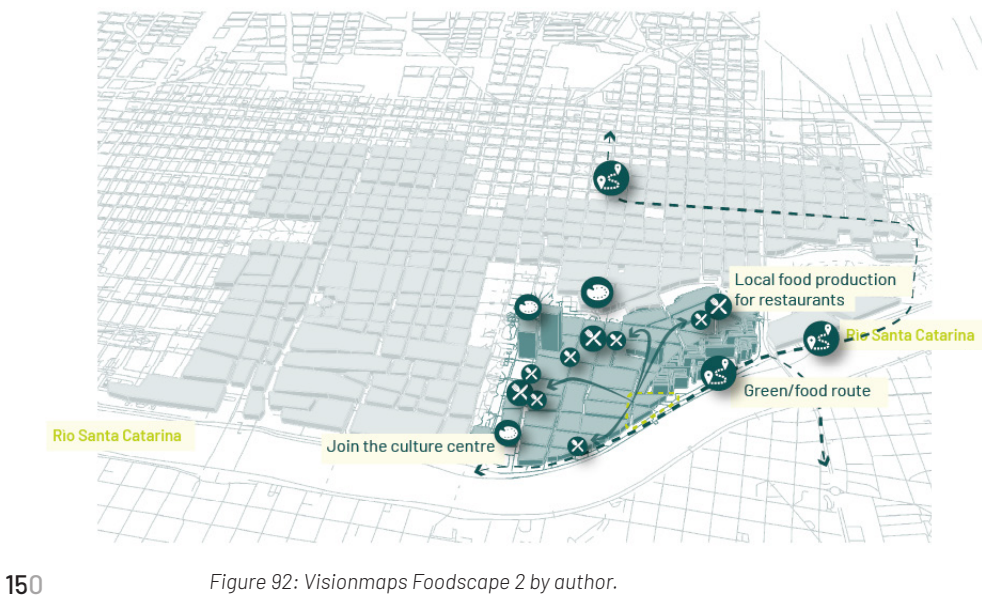 Local food production
for restaurants
Rio Santa Catarina
Green/food route
Rio Santa Catarina
Join the culture centre
150
Figure 92: Visionmaps Foodscape 2 by author.